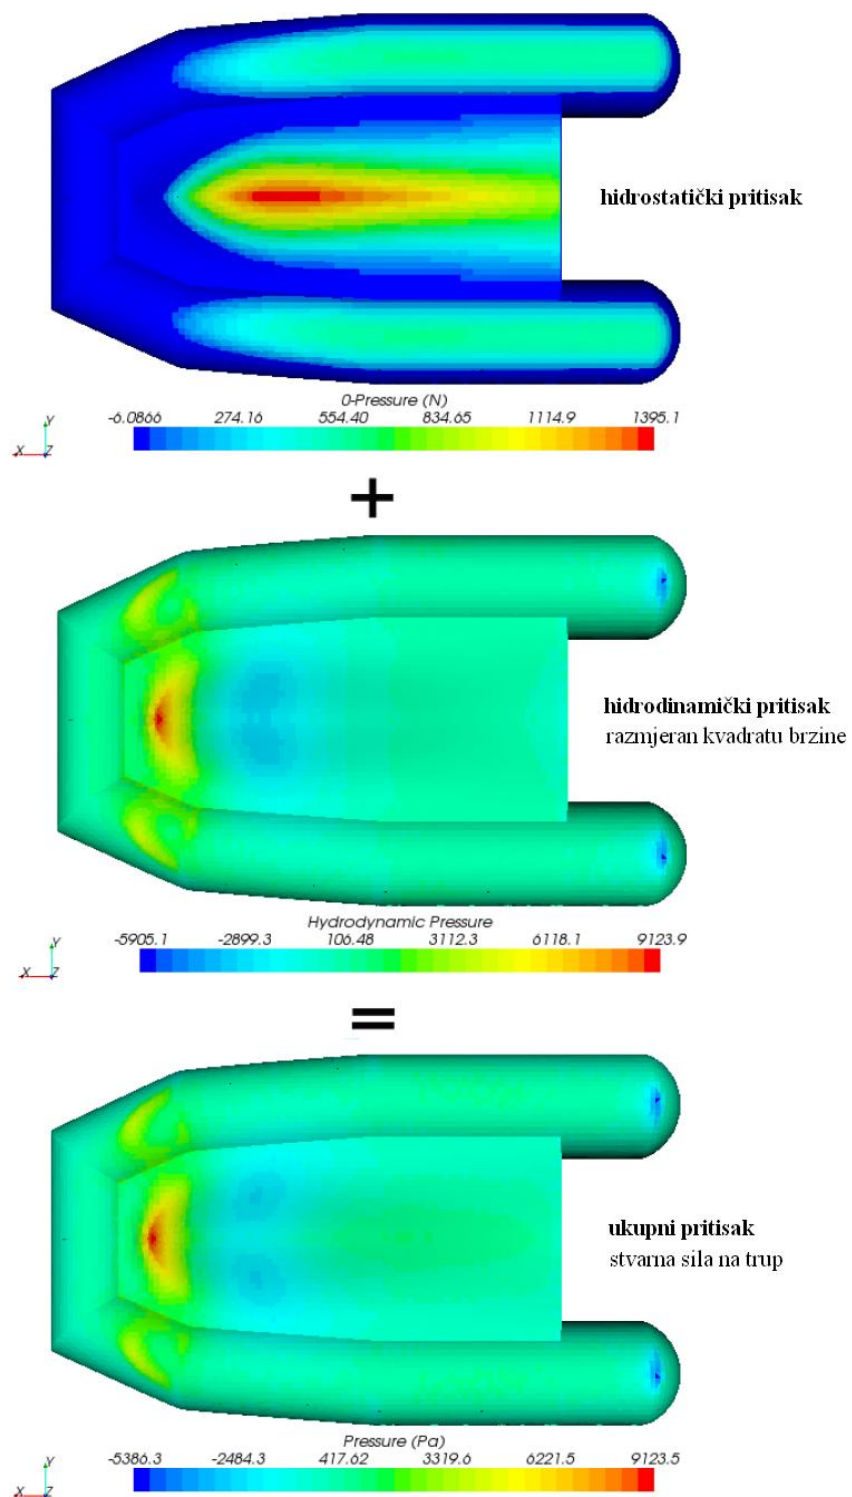 hidrostatički pritisak
0-Pressure (N)
-6.0866 274.16 554.40 834.65 1114.9 1395.1
Y
X Z
+
hidrodinamički pritisak
razmjeran kvadratu brzine
Hydrodynamic Pressure
-5905.1 -2899.3 106.48 3112.3 6118.1 9123.9
Y
X Z
=
ukupni pritisak
stvarna sila na trup
Pressure (Pa)
-5386.3 -2484.3 417.62 3319.6 6221.5 9123.5
Y
X Z